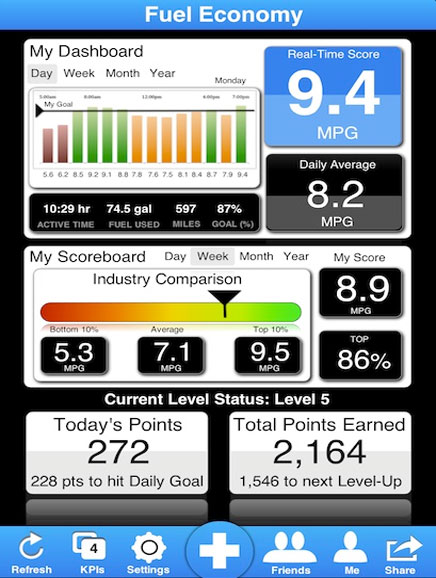 Fuel Economy
My Dashboard
Day Week Month Year
Monday
5:00am 8:00am 12:00pm 4:00pm 7:00pm
My Goal
5.6 6.2 8.5 9.2 9.1 8.8 7.8 7.6 7.5 8.1 8.4 8.7 7.9 9.4
10:29 hr 74.5 gal 597 87%
ACTIVE TIME FUEL USED MILES GOAL (%)
Real-Time Score
9.4
MPG
Daily Average
8.2
MPG
My Scoreboard
Day Week Month Year
Industry Comparison
Bottom 10% Average Top 10%
5.3 7.1 9.5
MPG MPG MPG
My Score
8.9
MPG
TOP
86%
Current Level Status: Level 5
Today's Points
272
228 pts to hit Daily Goal
Total Points Earned
2,164
1,546 to next Level-Up
4
Refresh KPIs Settings Friends Me Share